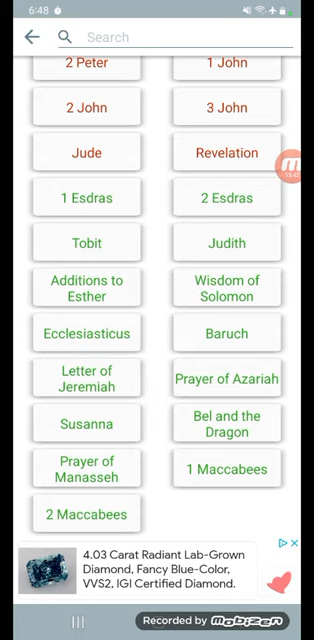 6:48
Search
2 Peter
1 John
2 John
3 John
Jude
Revelation
13:43
1 Esdras
2 Esdras
Tobit
Judith
Additions to
Esther
Wisdom of
Solomon
Ecclesiasticus
Baruch
Letter of
Jeremiah
Prayer of Azariah
Susanna
Bel and the
Dragon
Prayer of
Manasseh
1 Maccabees
2 Maccabees
4.03 Carat Radiant Lab-Grown
Diamond, Fancy Blue-Color,
VVS2, IGI Certified Diamond.
Recorded by Mobizen